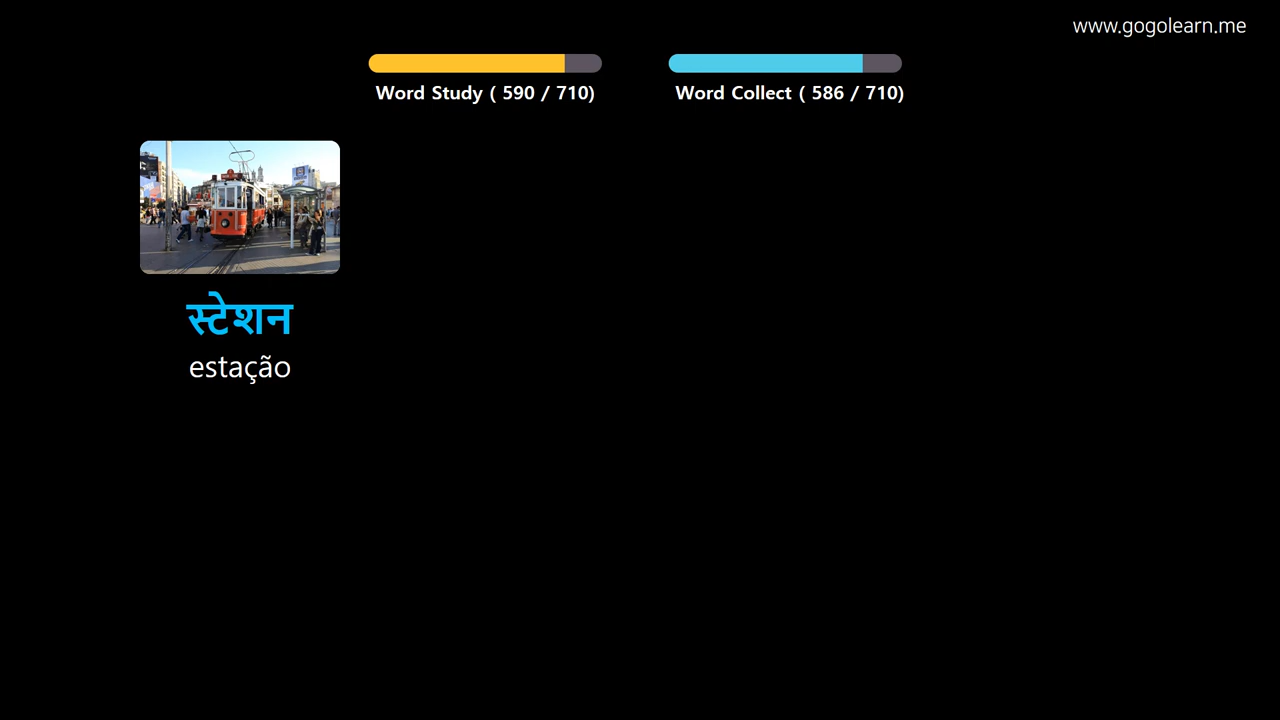 www.gogolearn.me
Word Study ( 590 / 710)
Word Collect ( 586 / 710)
स्टेशन
estação